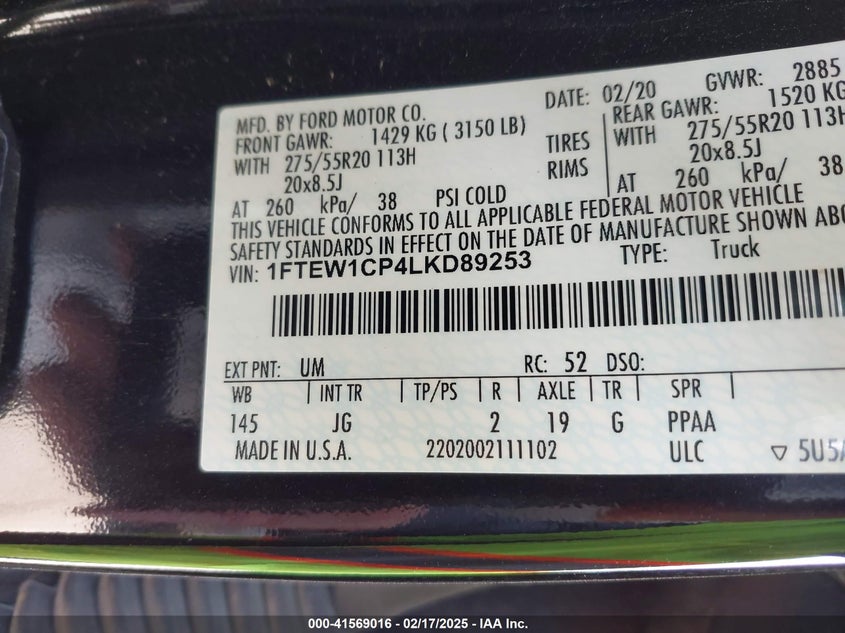 MFD. BY FORD MOTOR CO. DATE: 02/20 GVWR: 2885
FRONT GAWR: 1429 KG ( 3150 LB) REAR GAWR: 1520 KG
WITH 275/55R20 113H TIRES WITH 275/55R20 113H
20x8.5J RIMS 20x8.5J
AT 260 kPa/ 38 PSI COLD AT 260 kPa/ 38
THIS VEHICLE CONFORMS TO ALL APPLICABLE FEDERAL MOTOR VEHICLE
SAFETY STANDARDS IN EFFECT ON THE DATE OF MANUFACTURE SHOWN ABO
VIN: 1FTEW1CP4LKD89253 TYPE: Truck
EXT PNT: UM RC: 52 DSO:
WB | INT TR | TP/PS | R | AXLE | TR | SPR |
145 JG 2 19 G PPAA
MADE IN U.S.A. 2202002111102 ULC ▽ 5U5A
000-41569016 - 02/17/2025 - IAA Inc.